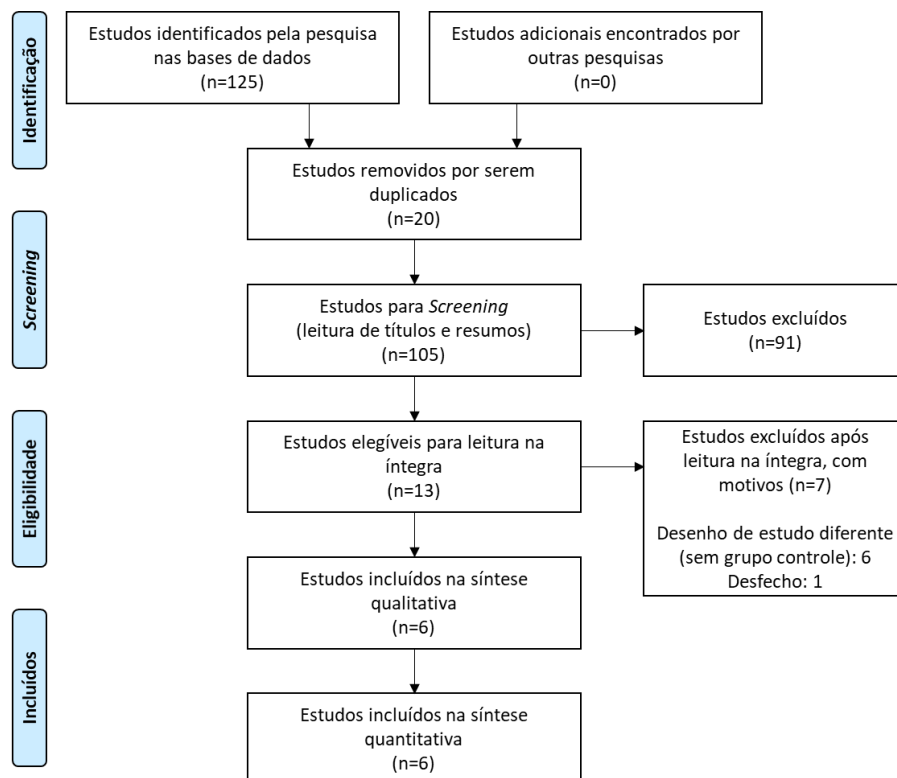 Identificação
Estudos identificados pela pesquisa
nas bases de dados
(n=125)
Estudos adicionais encontrados por
outras pesquisas
(n=0)
Estudos removidos por serem
duplicados
(n=20)
Screening
Estudos para Screening
(leitura de títulos e resumos)
(n=105)
Estudos excluídos
(n=91)
Eligibilidade
Estudos elegíveis para leitura na
íntegra
(n=13)
Estudos excluídos após
leitura na íntegra, com
motivos (n=7)
Desenho de estudo diferente
(sem grupo controle): 6
Desfecho: 1
Estudos incluídos na síntese
qualitativa
(n=6)
Incluídos
Estudos incluídos na síntese
quantitativa
(n=6)